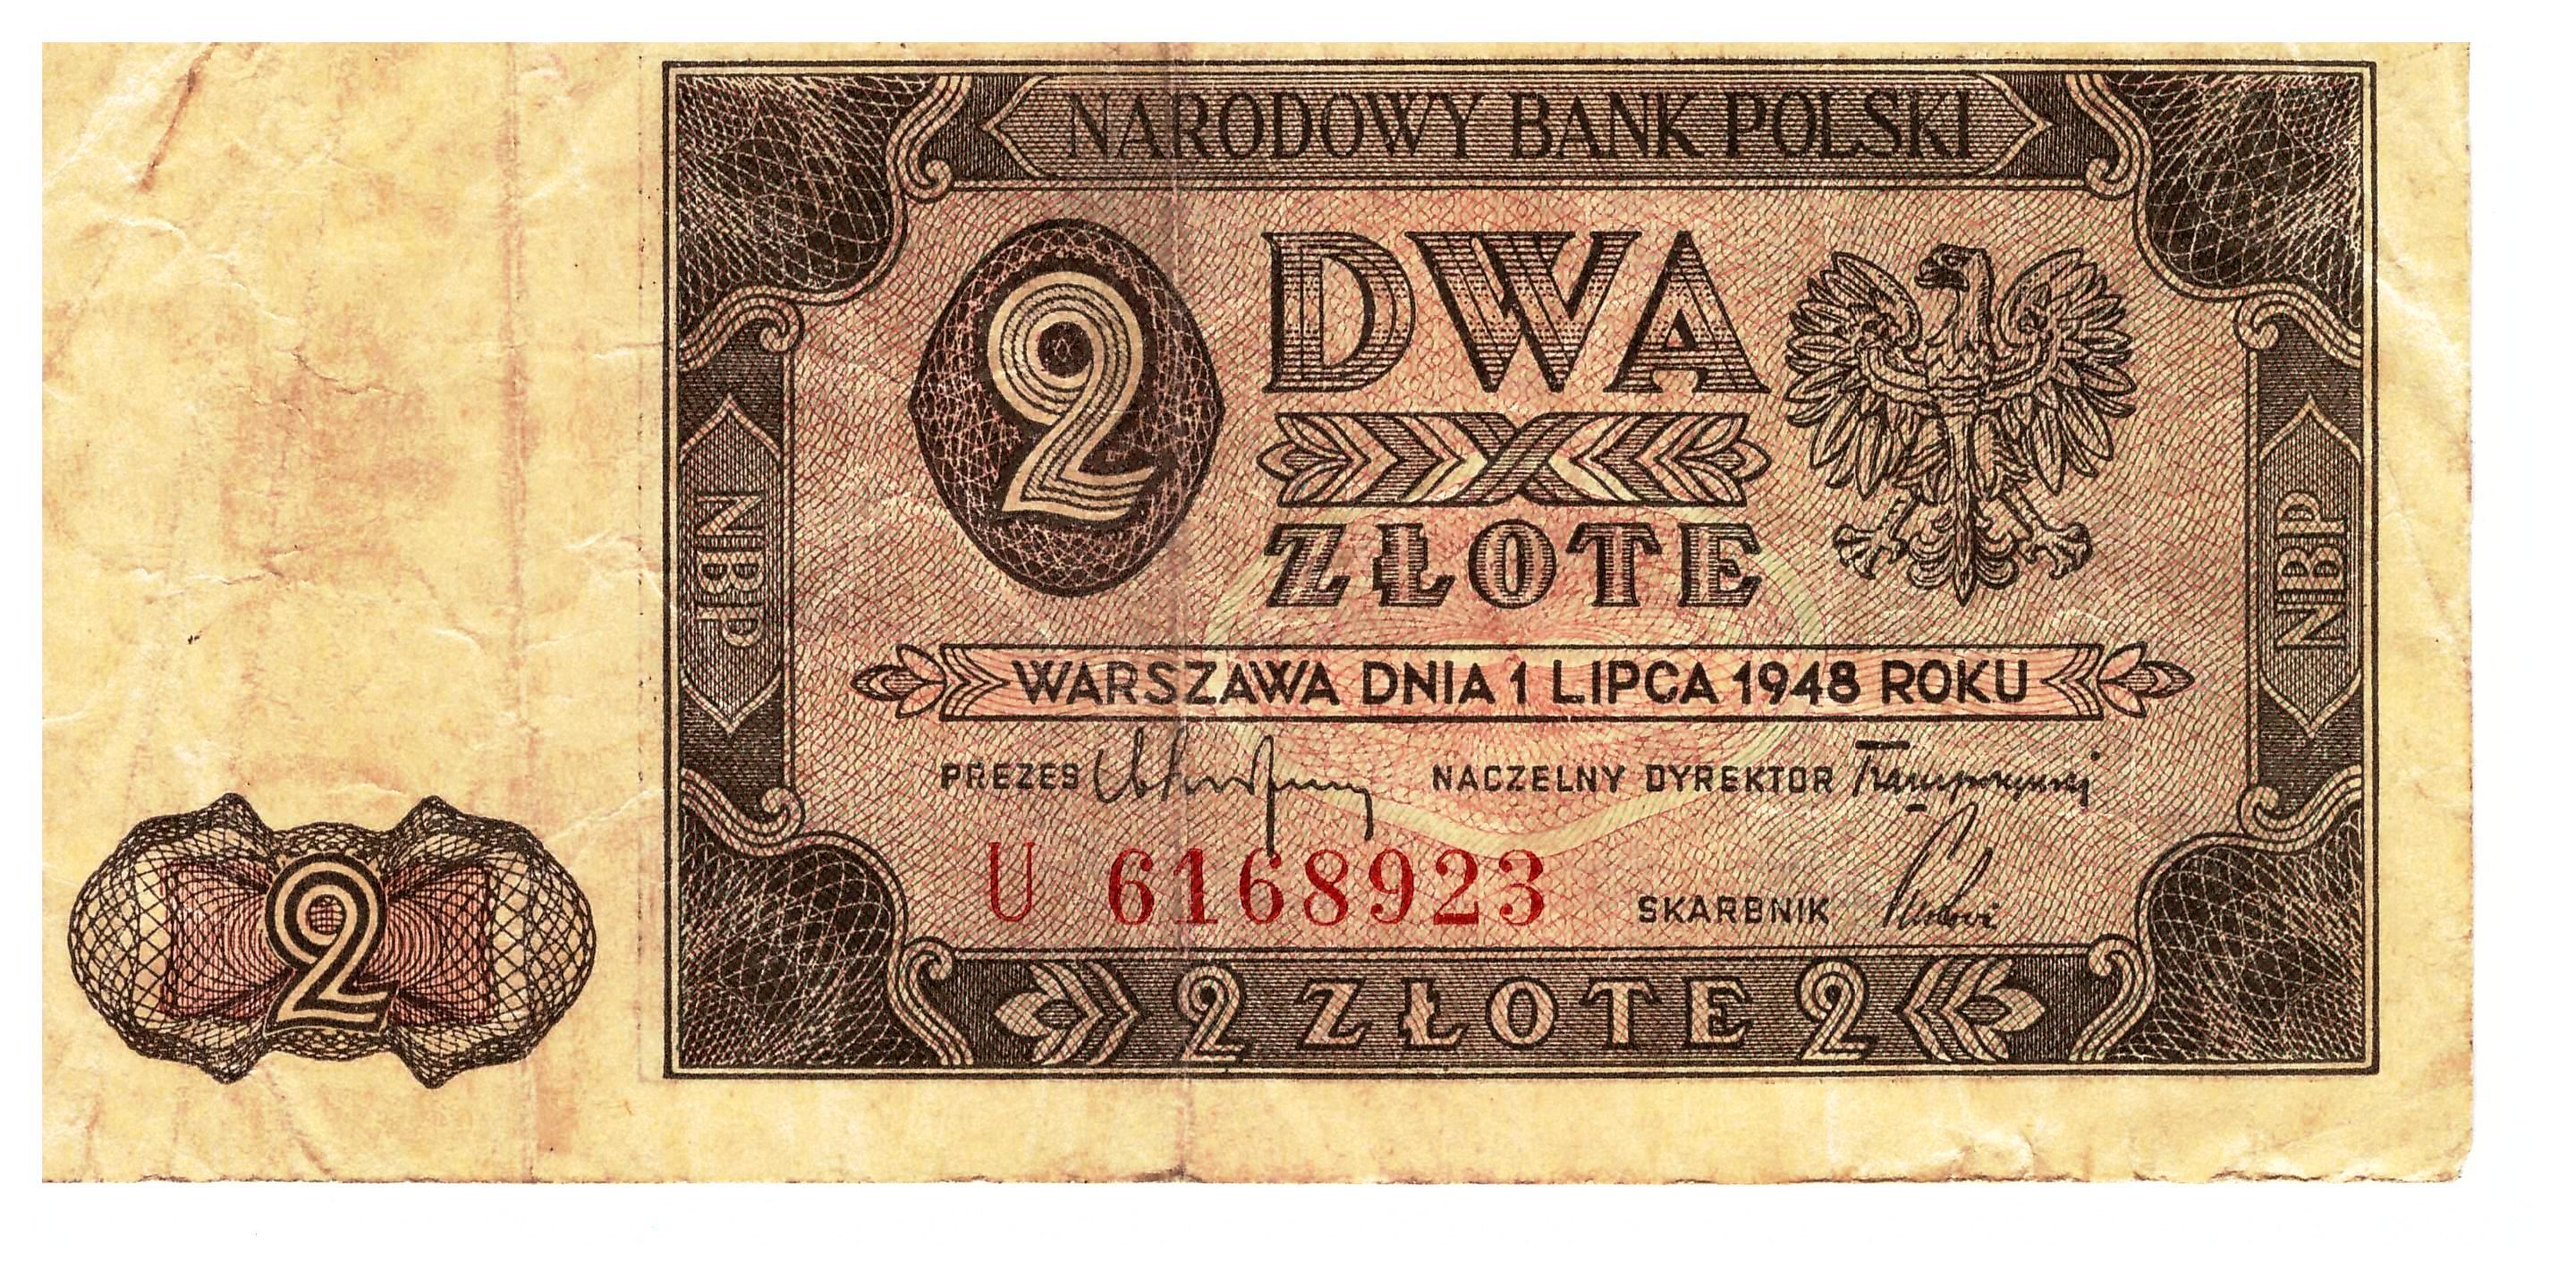 NARODOWY BANK POLSKI
2
DWA
ZŁOTE
NBP
NBP
WARSZAWA DNIA 1 LIPCA 1948 ROKU
PREZES
NACZELNY DYREKTOR
U 6168923
SKARBNIK
2
2 ZŁOTE 2